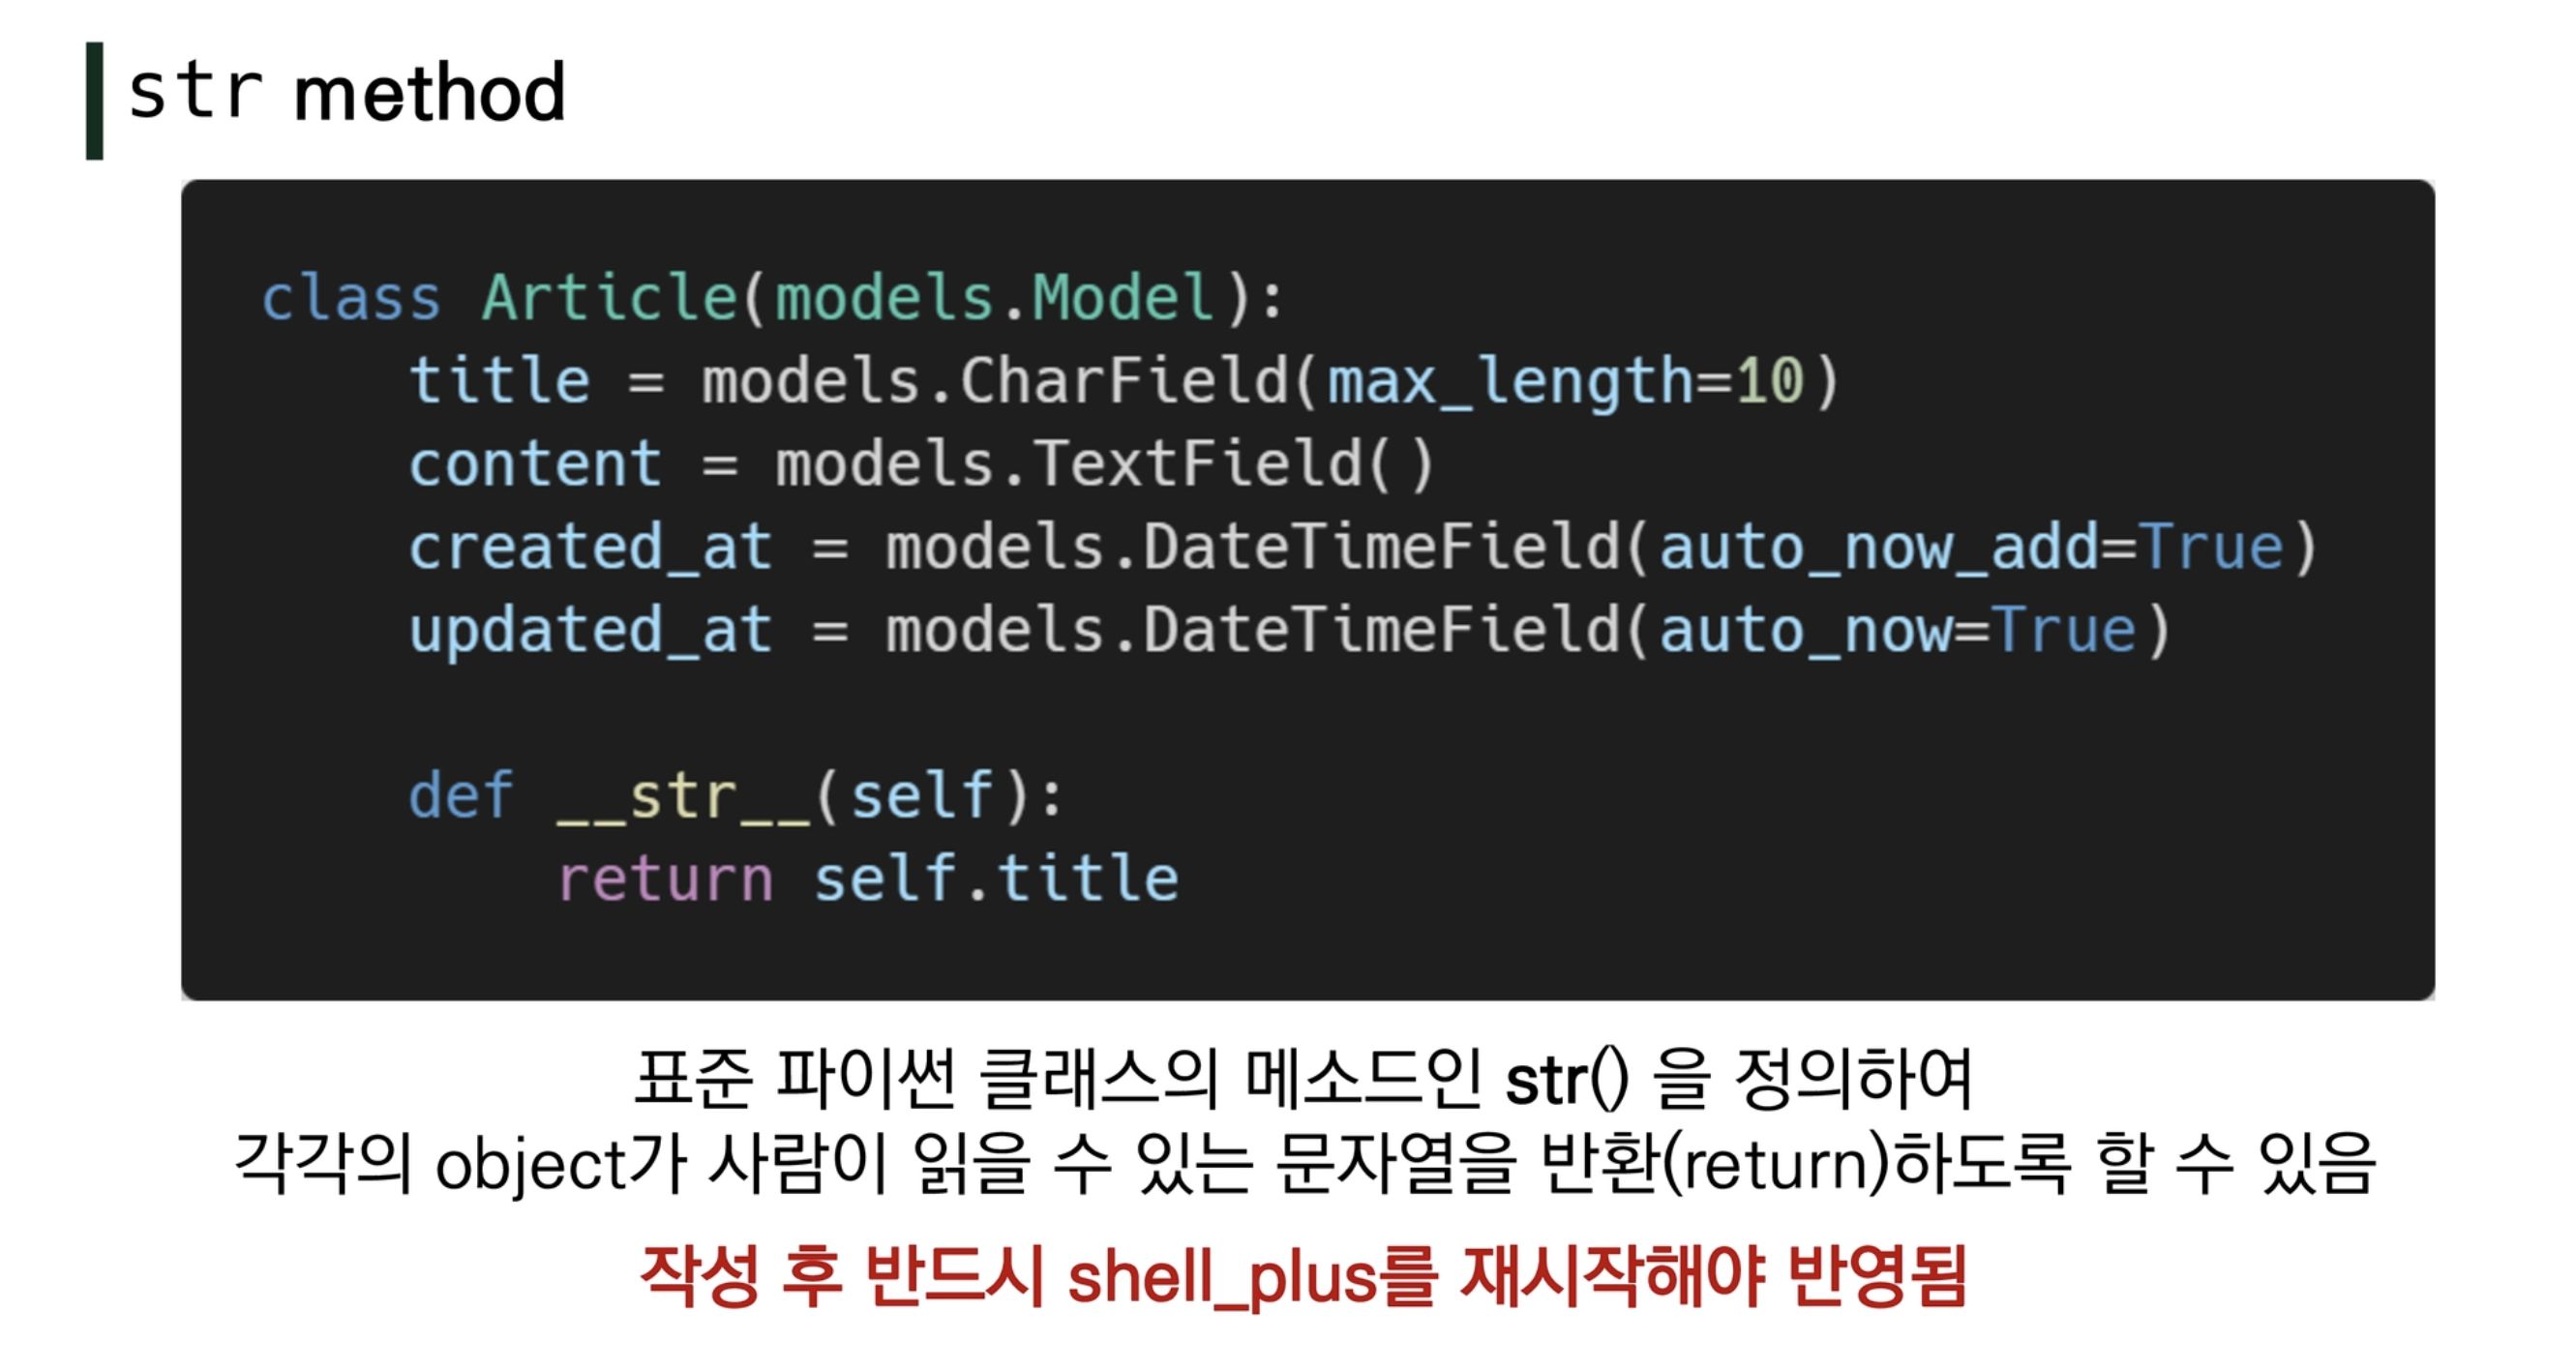 str method
class Article(models.Model):
    title = models.CharField(max_length=10)
    content = models.TextField()
    created_at = models.DateTimeField(auto_now_add=True)
    updated_at = models.DateTimeField(auto_now=True)
    def __str__(self):
        return self.title
표준 파이썬 클래스의 메소드인 str() 을 정의하여
각각의 object가 사람이 읽을 수 있는 문자열을 반환(return)하도록 할 수 있음
작성 후 반드시 shell_plus를 재시작해야 반영됨